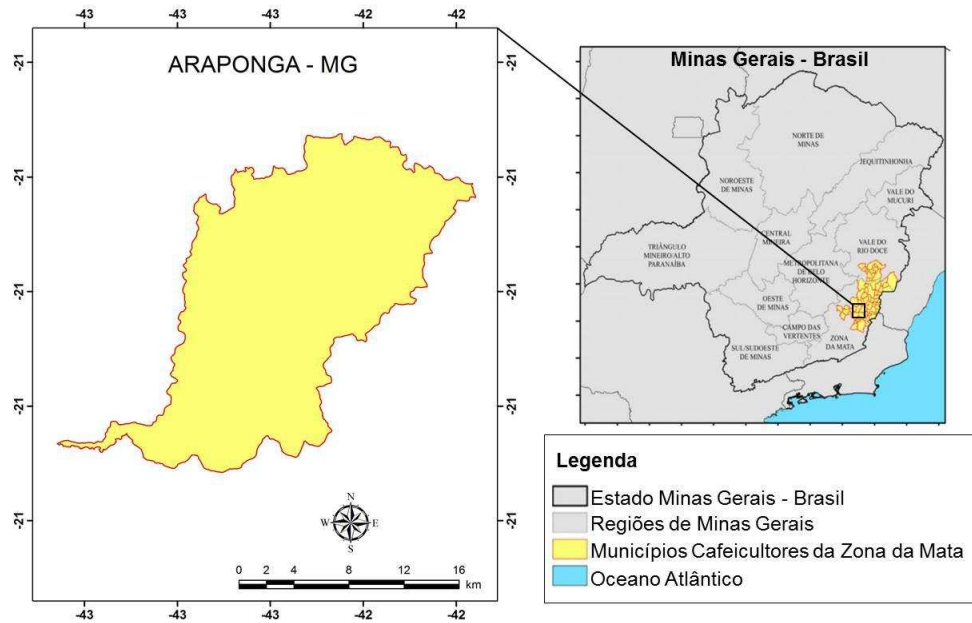 -43 -43 -43 -42 -42
-21
-21
-21
-21
-21
ARAPONGA - MG
N
W E
S
0 2 4 8 12 16
km
-43 -43 -43 -42 -42
-21
-21
-21
-21
-21
Minas Gerais - Brasil
NORTE DE
MINAS
JEQUITINHONHA
NOROESTE
DE MINAS
VALE DO
MUCURI
CENTRAL
MINEIRA
VALE DO
RIO DOCE
TRIÂNGULO
MINEIRO/ALTO
PARANAÍBA
METROPOLITANA
DE BELO
HORIZONTE
OESTE
DE MINAS
CAMPO DAS
VERTENTES
ZONA
DA MATA
SUL/SUDOESTE
DE MINAS
Legenda
Estado Minas Gerais - Brasil
Regiões de Minas Gerais
Municípios Cafeicultores da Zona da Mata
Oceano Atlântico